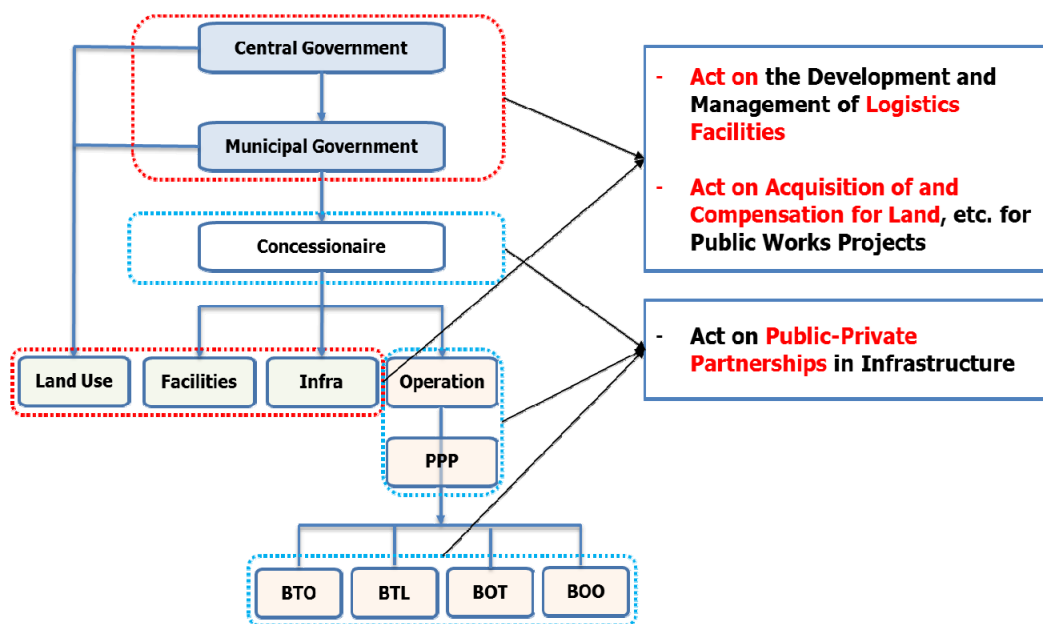 Central Government
Municipal Government
Concessionaire
Land Use
Facilities
Infra
Operation
PPP
BTO
BTL
BOT
BOO
- Act on the Development and
Management of Logistics
Facilities
- Act on Acquisition of and
Compensation for Land, etc. for
Public Works Projects
- Act on Public-Private
Partnerships in Infrastructure